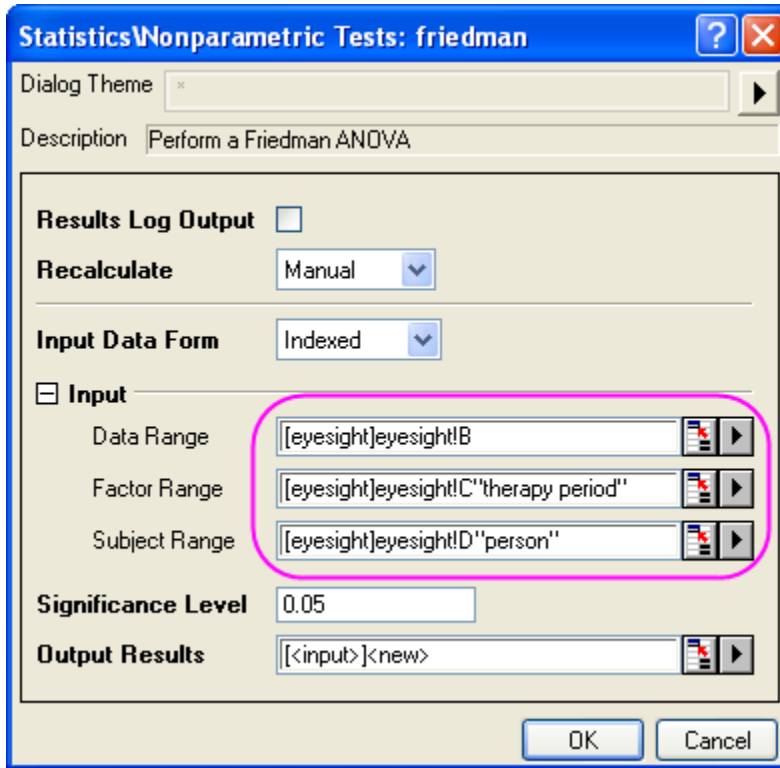 Statistics\Nonparametric Tests: friedman
Dialog Theme *
Description Perform a Friedman ANOVA
Results Log Output
Recalculate Manual
Input Data Form Indexed
Input
Data Range [eyesight]eyesight!B
Factor Range [eyesight]eyesight!C"therapy period"
Subject Range [eyesight]eyesight!D"person"
Significance Level 0.05
Output Results [<input>]<new>
OK Cancel